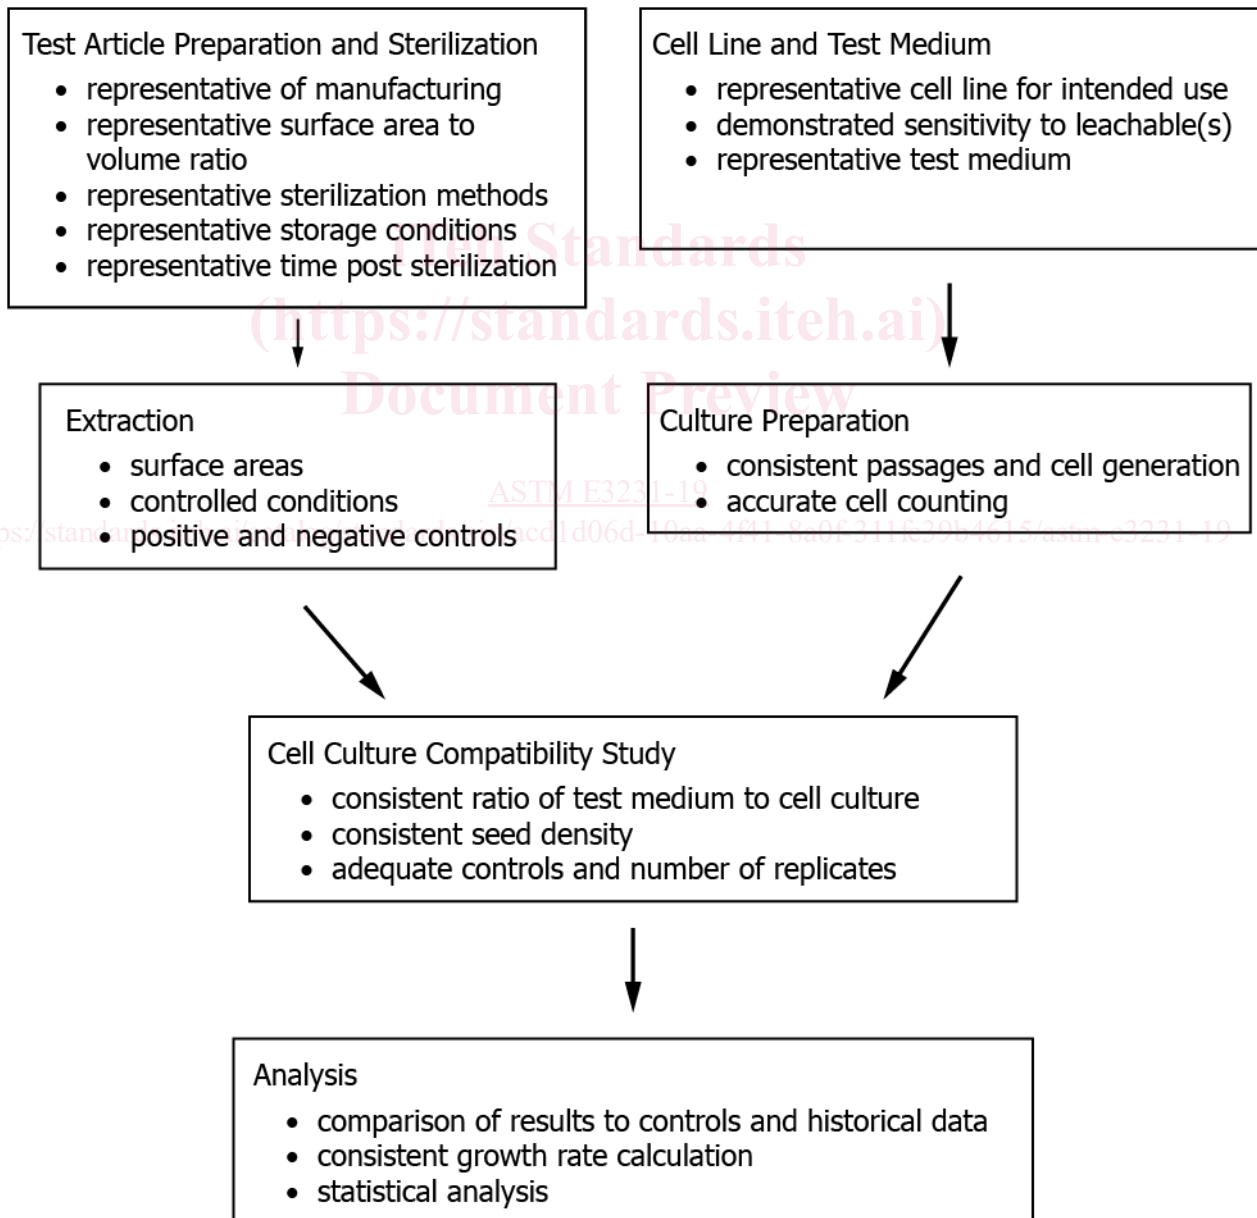 Test Article Preparation and Sterilization
• representative of manufacturing
• representative surface area to
volume ratio
• representative sterilization methods
• representative storage conditions
• representative time post sterilization
Cell Line and Test Medium
• representative cell line for intended use
• demonstrated sensitivity to leachable(s)
• representative test medium
iTeh Standards
(https://standards.iteh.ai)
Document Preview
Extraction
• surface areas
• controlled conditions
• positive and negative controls
Culture Preparation
• consistent passages and cell generation
• accurate cell counting
ASTM E3231-19
Cell Culture Compatibility Study
• consistent ratio of test medium to cell culture
• consistent seed density
• adequate controls and number of replicates
Analysis
• comparison of results to controls and historical data
• consistent growth rate calculation
• statistical analysis